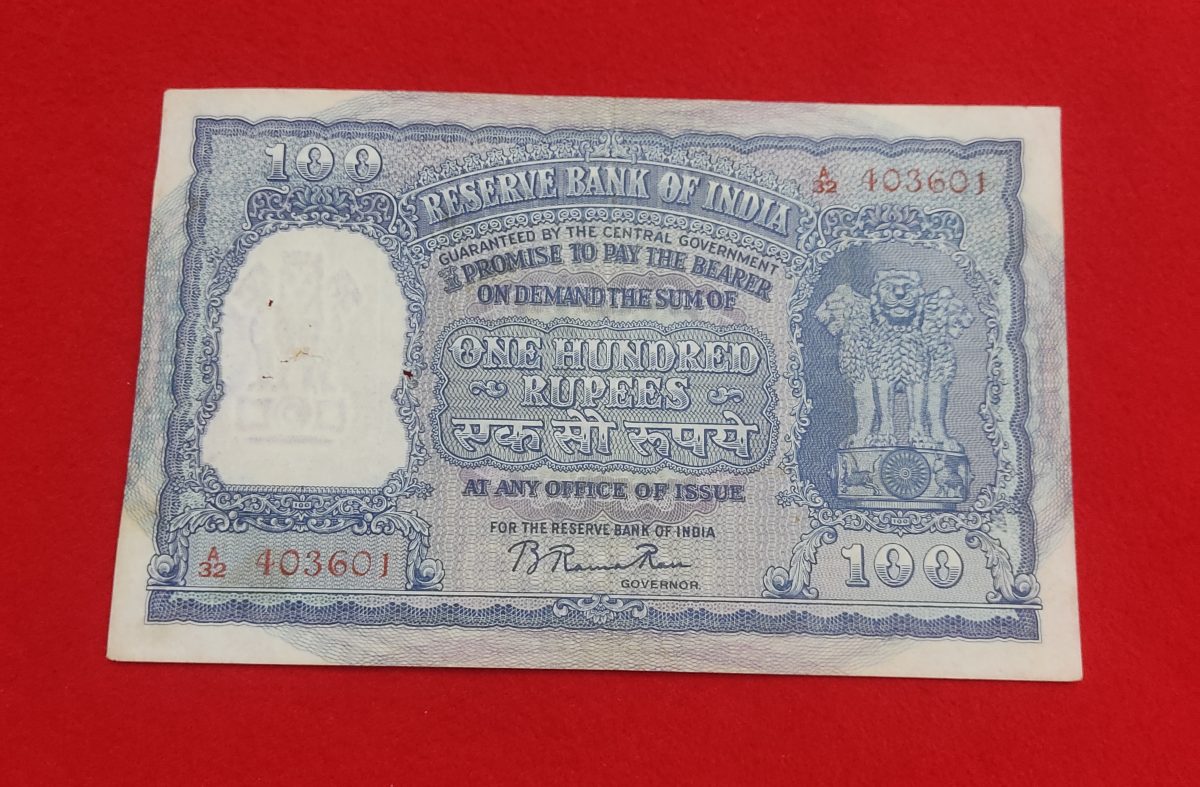 100
RESERVE BANK OF INDIA
A/32 403601
GUARANTEED BY THE CENTRAL GOVERNMENT
I PROMISE TO PAY THE BEARER
ON DEMAND THE SUM OF
ONE HUNDRED
RUPEES
एक सौ रूपये
AT ANY OFFICE OF ISSUE
FOR THE RESERVE BANK OF INDIA
B Rama Rau
GOVERNOR.
A/32 403601
100